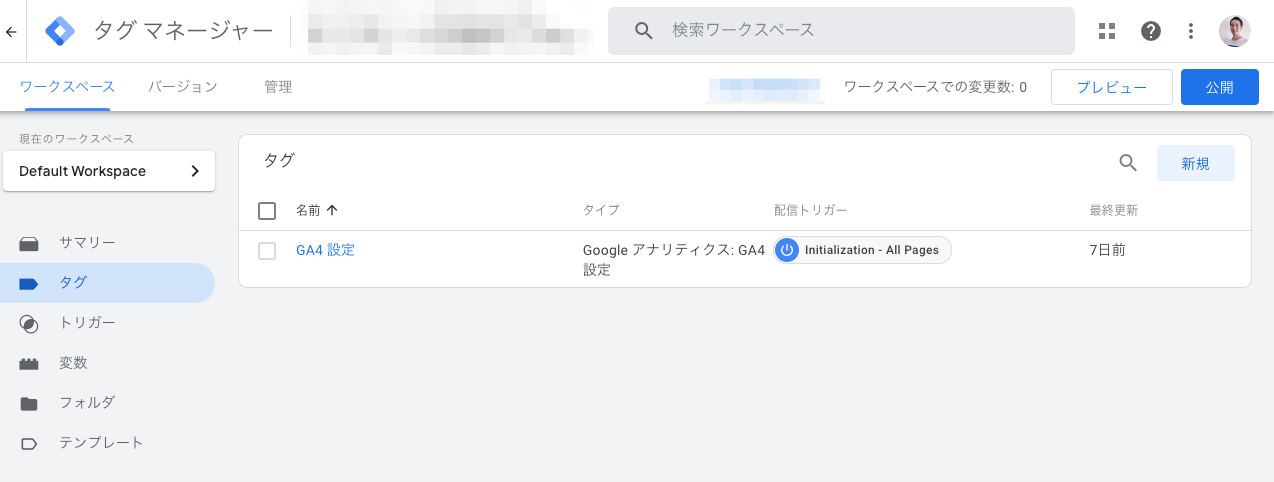 タグ マネージャー
検索ワークスペース
ワークスペース
バージョン
管理
ワークスペースでの変更数: 0
プレビュー
公開
現在のワークスペース
Default Workspace
サマリー
タグ
トリガー
変数
フォルダ
テンプレート
タグ
新規
名前
タイプ
配信トリガー
最終更新
GA4 設定
Google アナリティクス: GA4
設定
Initialization - All Pages
7日前